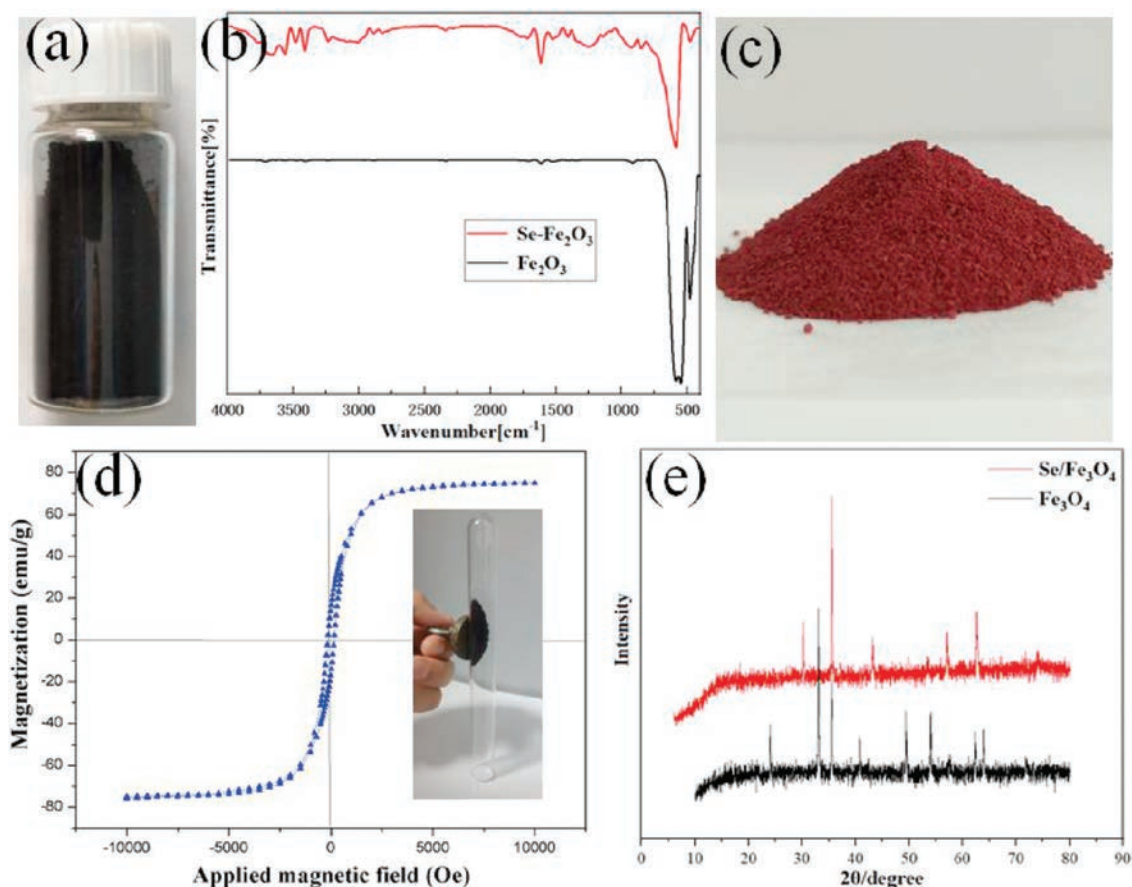 (a)
(b)
Transmittance[%]
Se-Fe₂O₃
Fe₂O₃
4000 3500 3000 2500 2000 1500 1000 500
Wavenumber[cm⁻¹]
(c)
(d)
Magnetization (emu/g)
80
60
40
20
0
-20
-40
-60
-80
-10000 -5000 0 5000 10000
Applied magnetic field (Oe)
(e)
Se/Fe₃O₄
Fe₃O₄
Intensity
0 10 20 30 40 50 60 70 80 90
2θ/degree